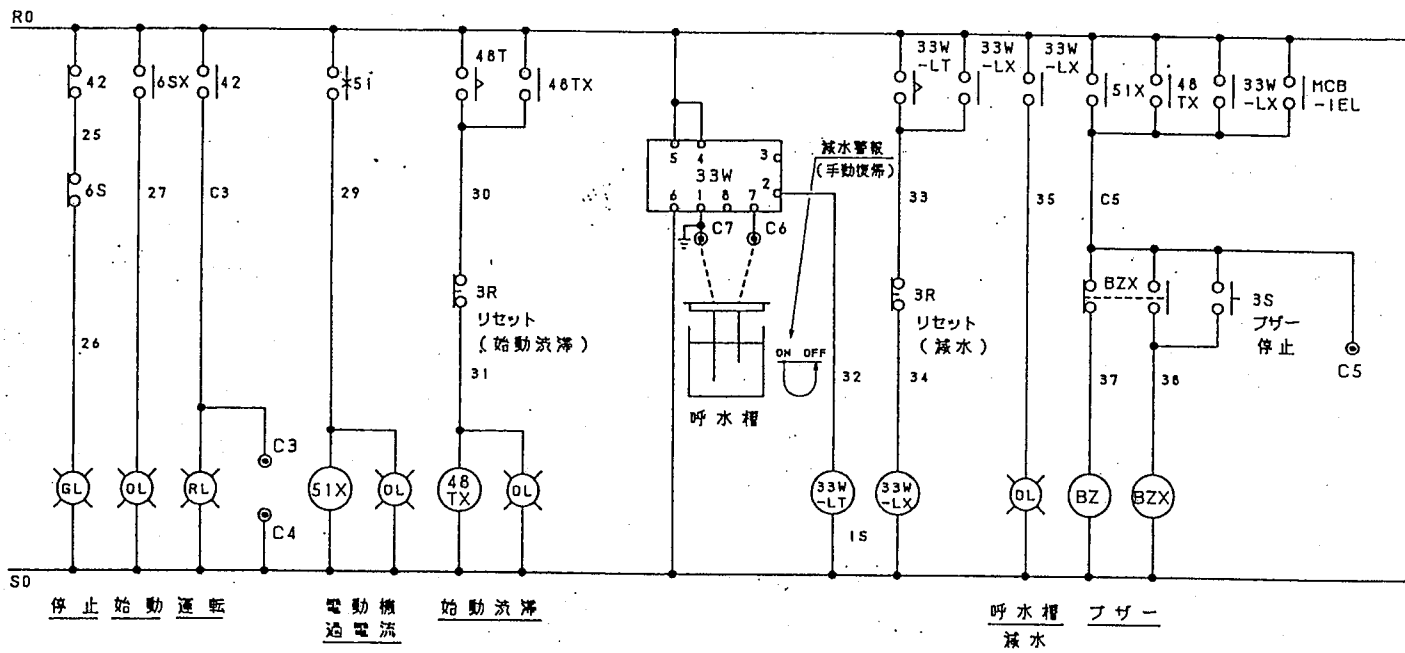 R0
42
6SX
42
51
48T
48TX
33W
-LT
33W
-LX
33W
-LX
51X
48
TX
33W
-LX
MCB
-1EL
25
6S
27
C3
29
30
5
4
3
33W
2
6
1
8
7
C7
C6
減水警報
(手動復帰)
33
35
C5
3R
リセット
(始動渋滞)
3R
リセット
(減水)
BZX
3S
ブザー
停止
C5
ON OFF
呼水槽
26
31
32
34
37
38
C3
C4
GL
OL
RL
51X
OL
48
TX
OL
33W
-LT
33W
-LX
OL
BZ
BZX
1S
S0
停止
始動
運転
電動機
過電流
始動渋滞
呼水槽
減水
ブザー